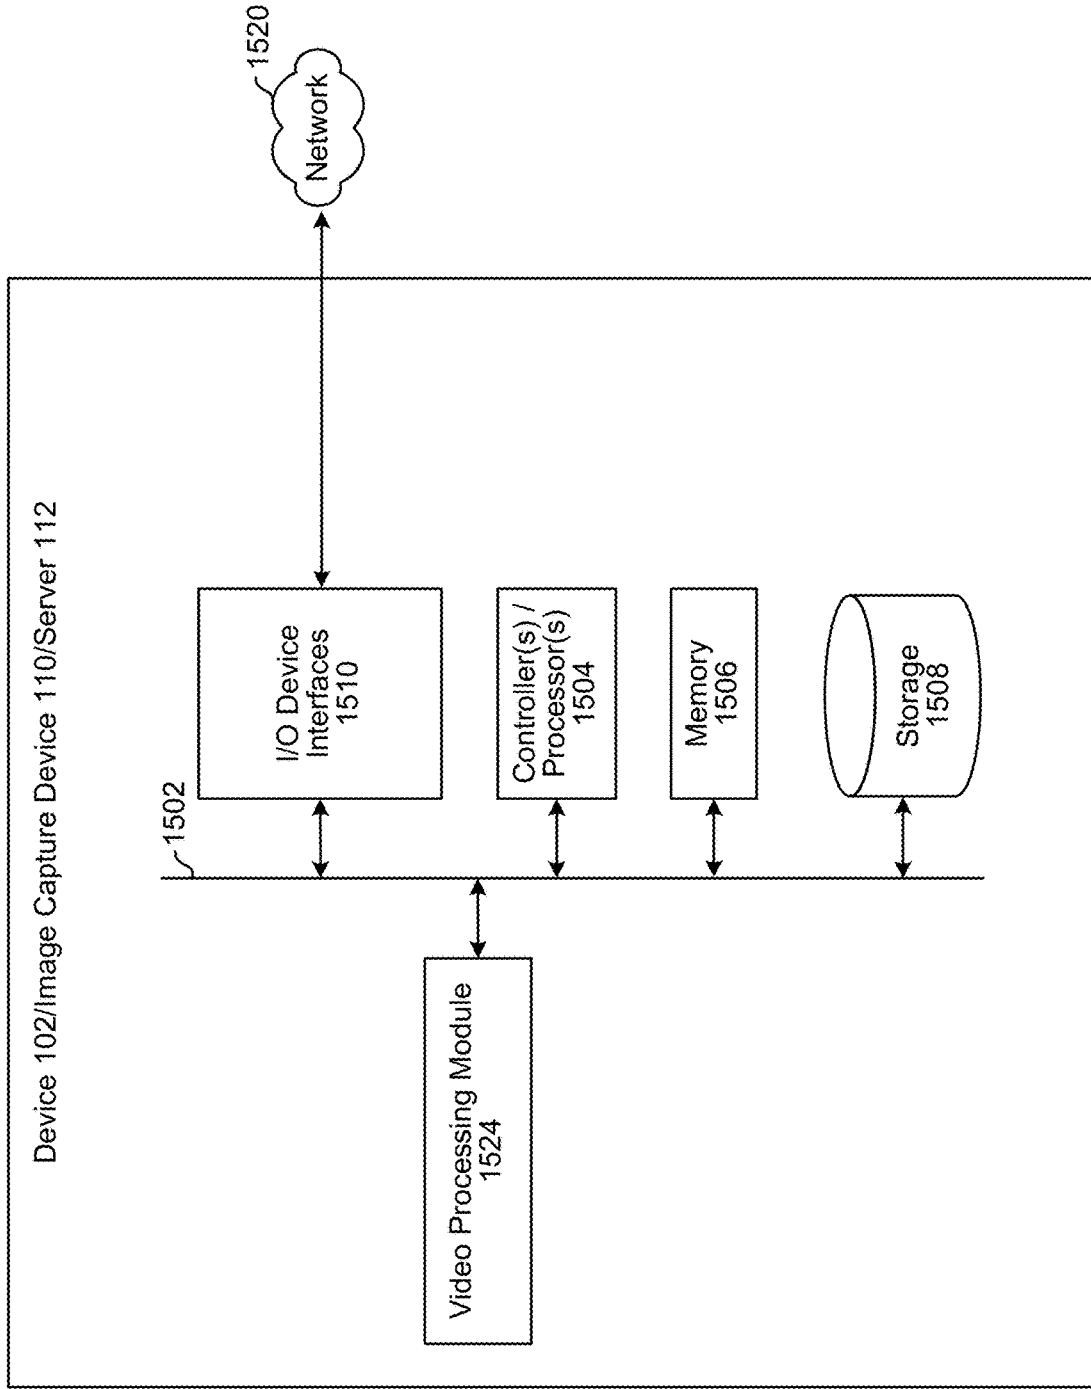 Device 102/Image Capture Device 110/Server 112
1520
Network
I/O Device
Interfaces
1510
1502
Controller(s) /
Processor(s)
1504
Video Processing Module
1524
Memory
1506
Storage
1508